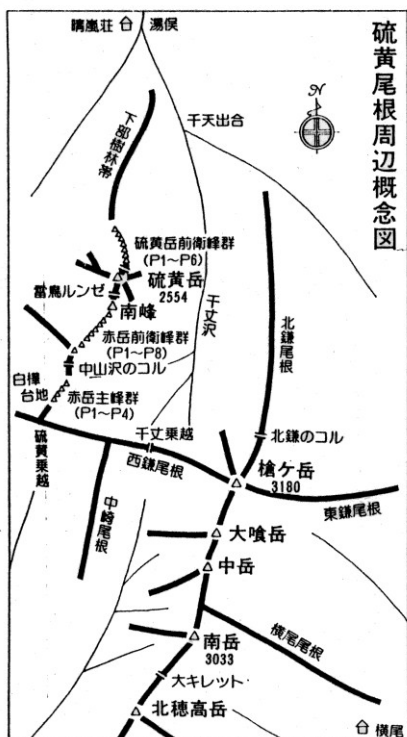 硫黄尾根周辺概念図
N
晴嵐荘
湯俣
千天出合
下部樹林帯
硫黄岳前衛峰群
(P1〜P6)
硫黄岳
2554
雷鳥ルンゼ
南峰
千丈沢
北鎌尾根
赤岳前衛峰群
(P1〜P8)
中山沢のコル
白樺
台地
赤岳主峰群
(P1〜P4)
硫黄乗越
千丈乗越
西鎌尾根
北鎌のコル
槍ケ岳
3180
東鎌尾根
中崎尾根
大喰岳
中岳
横尾尾根
南岳
3033
大キレット
北穂高岳
横尾